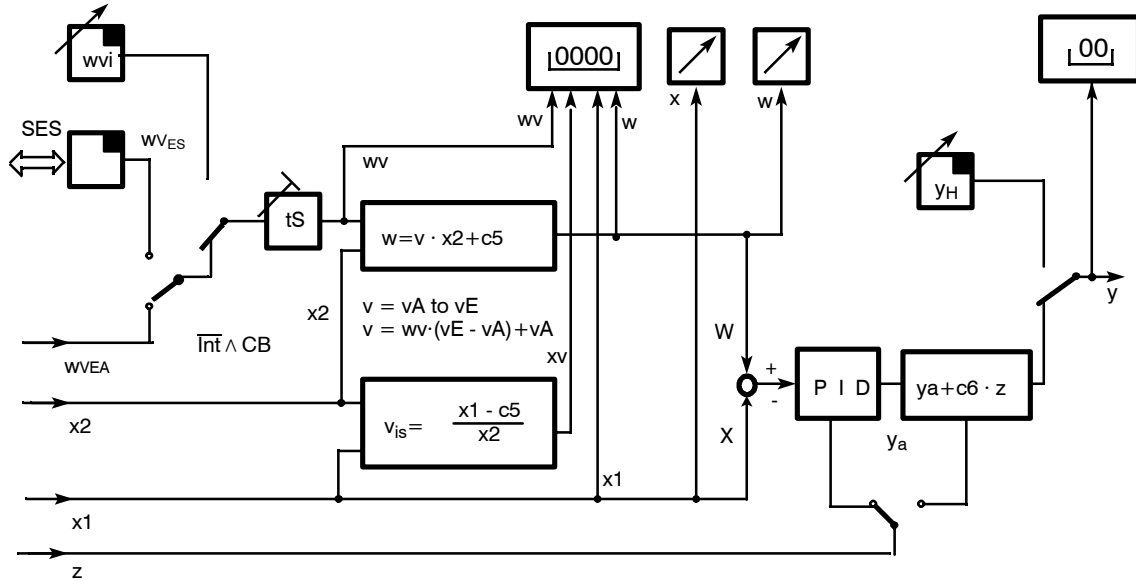 wvi
0000
00
SES
wvES
wv
w
x
w
wv
yH
tS
w=v · x2+c5
y
x2
v = vA to vE
v = wv·(vE - vA)+vA
W
I̅n̅t̅ ∧ CB
xv
wVEA
+
-
P I D
ya+c6 · z
vis= x1 - c5
x2
x2
X
ya
x1
x1
z